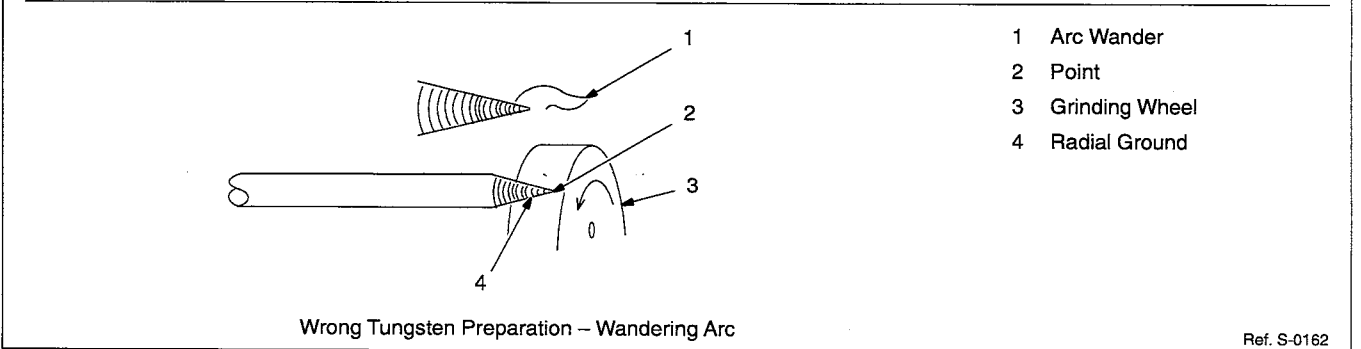 1
2
3
4
1 Arc Wander
2 Point
3 Grinding Wheel
4 Radial Ground
Wrong Tungsten Preparation – Wandering Arc
Ref. S-0162